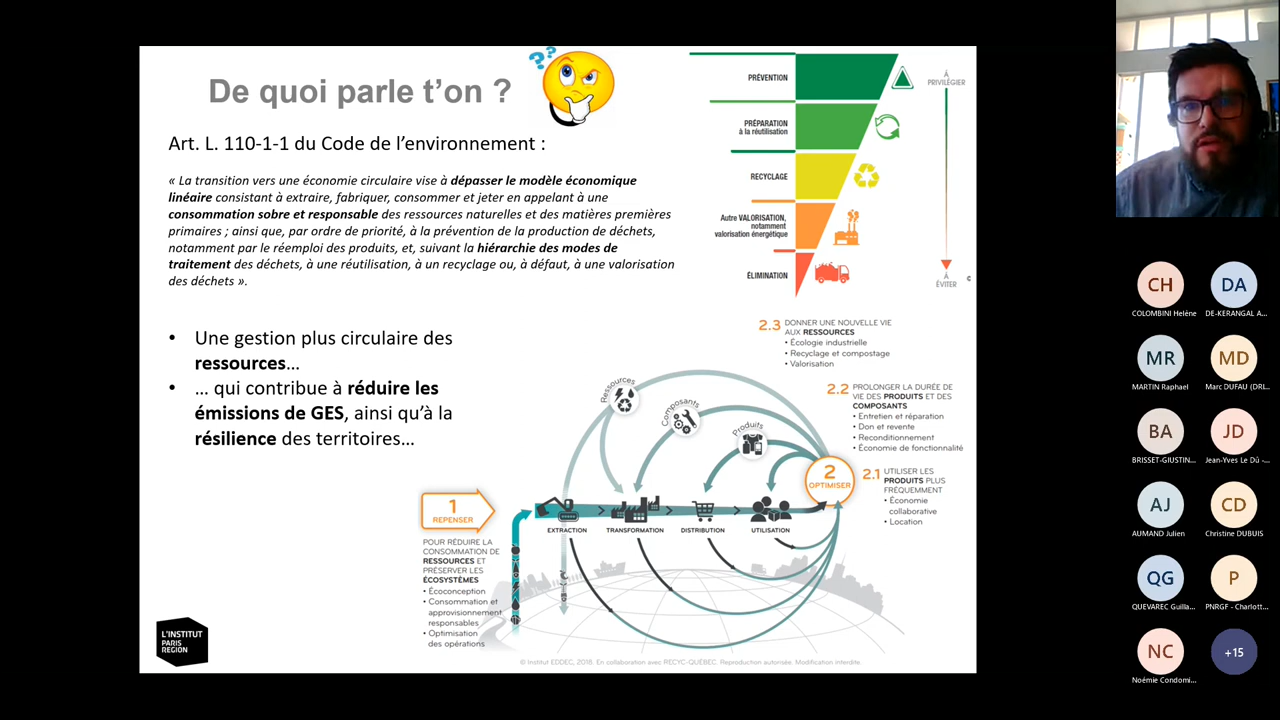 De quoi parle t'on ?
Art. L. 110-1-1 du Code de l'environnement :
« La transition vers une économie circulaire vise à dépasser le modèle économique
linéaire consistant à extraire, fabriquer, consommer et jeter en appelant à une
consommation sobre et responsable des ressources naturelles et des matières premières
primaires ; ainsi que, par ordre de priorité, à la prévention de la production de déchets,
notamment par le réemploi des produits, et, suivant la hiérarchie des modes de
traitement des déchets, à une réutilisation, à un recyclage ou, à défaut, à une valorisation
des déchets ».
• Une gestion plus circulaire des
ressources...
• ... qui contribue à réduire les
émissions de GES, ainsi qu'à la
résilience des territoires...
PRÉVENTION
PRÉPARATION
à la réutilisation
RECYCLAGE
Autre VALORISATION,
notamment
valorisation énergétique
ÉLIMINATION
À
PRIVILÉGIER
À
ÉVITER
2.3 DONNER UNE NOUVELLE VIE
AUX RESSOURCES
• Écologie industrielle
• Recyclage et compostage
• Valorisation
2.2 PROLONGER LA DURÉE DE
VIE DES PRODUITS ET DES
COMPOSANTS
• Entretien et réparation
• Don et revente
• Reconditionnement
• Économie de fonctionnalité
2.1 UTILISER LES
PRODUITS PLUS
FRÉQUEMMENT
• Économie
collaborative
• Location
Ressources
Composants
Produits
2
OPTIMISER
1
REPENSER
EXTRACTION
TRANSFORMATION
DISTRIBUTION
UTILISATION
POUR RÉDUIRE LA
CONSOMMATION DE
RESSOURCES ET
PRÉSERVER LES
ÉCOSYSTÈMES
• Écoconception
• Consommation et
approvisionnement
responsables
• Optimisation
des opérations
L'INSTITUT
PARIS
REGION
© Institut EDDEC, 2018. En collaboration avec RECYC-QUÉBEC. Reproduction autorisée. Modification interdite.
CH
COLOMBINI Heléne
DA
DE-KERANGAL A...
MR
MARTIN Raphael
MD
Marc DUFAU (DRI...
BA
BRISSET-GIUSTIN...
JD
Jean-Yves Le Dû -...
AJ
AUMAND Julien
CD
Christine DUBUIS
QG
QUEVAREC Guilla...
P
PNRGF - Charlott...
NC
Noémie Condomi...
+15